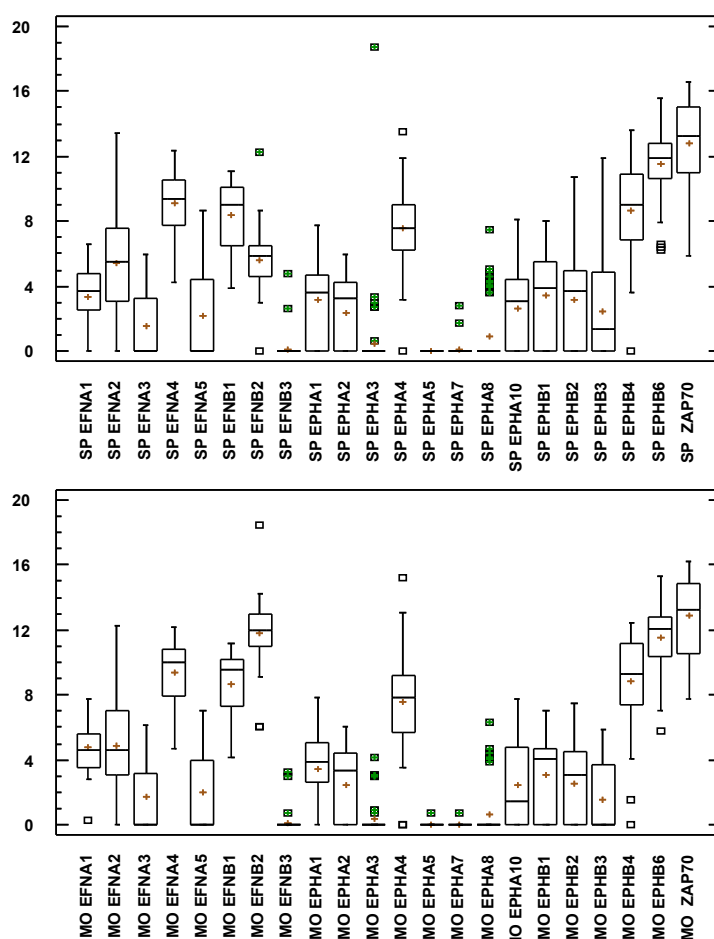 20
16
12
8
4
0
SP EFNA1
SP EFNA2
SP EFNA3
SP EFNA4
SP EFNA5
SP EFNB1
SP EFNB2
SP EFNB3
SP EPHA1
SP EPHA2
SP EPHA3
SP EPHA4
SP EPHA5
SP EPHA7
SP EPHA8
SP EPHA10
SP EPHB1
SP EPHB2
SP EPHB3
SP EPHB4
SP EPHB6
SP ZAP70
20
16
12
8
4
0
MO EFNA1
MO EFNA2
MO EFNA3
MO EFNA4
MO EFNA5
MO EFNB1
MO EFNB2
MO EFNB3
MO EPHA1
MO EPHA2
MO EPHA3
MO EPHA4
MO EPHA5
MO EPHA7
MO EPHA8
MO EPHA10
MO EPHB1
MO EPHB2
MO EPHB3
MO EPHB4
MO EPHB6
MO ZAP70